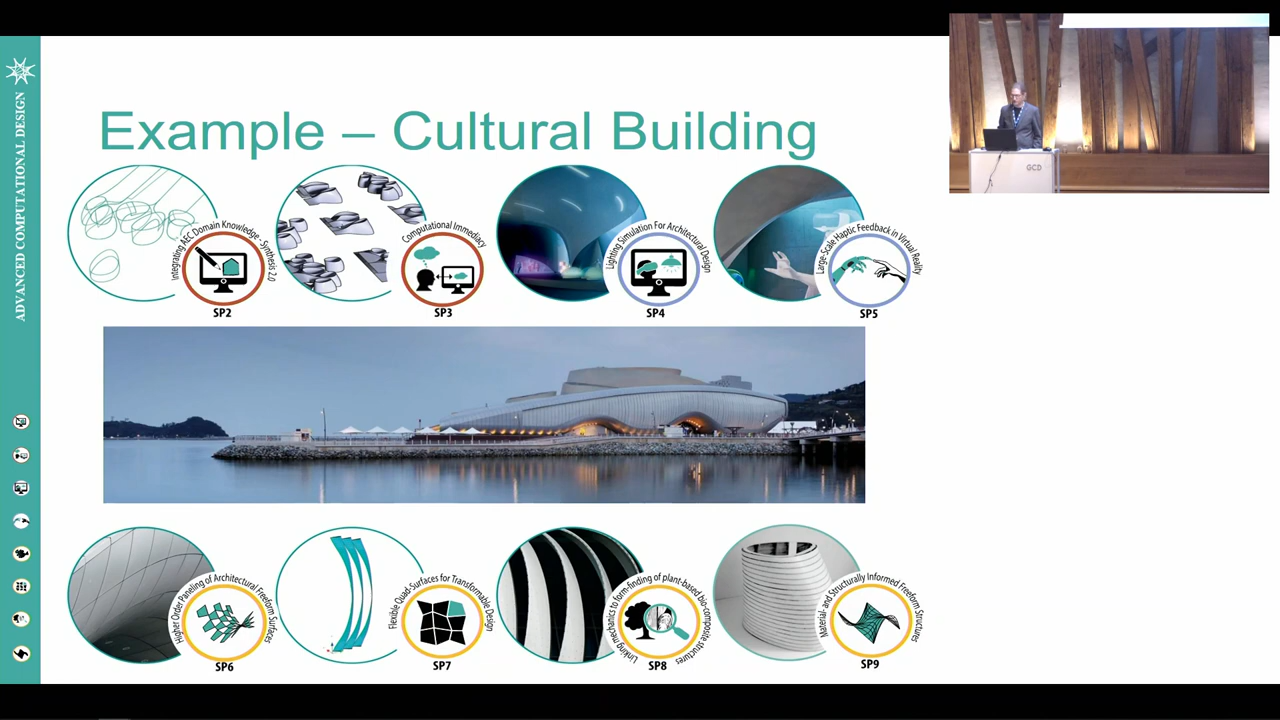 ADVANCED COMPUTATIONAL DESIGN
Example – Cultural Building
GCD
Integrating AEC Domain Knowledge - Synthesis 2.0
SP2
Computational Immediacy
SP3
Lighting Simulation For Architectural Design
SP4
Large-Scale Haptic Feedback in Virtual Reality
SP5
Higher Order Paneling of Architectural Freeform Surfaces
SP6
Flexible Quad-Surfaces for Transformable Design
SP7
Linking mechanics to form-finding of plant-based bio-composite structures
SP8
Material- and Structurally Informed Freeform Structures
SP9